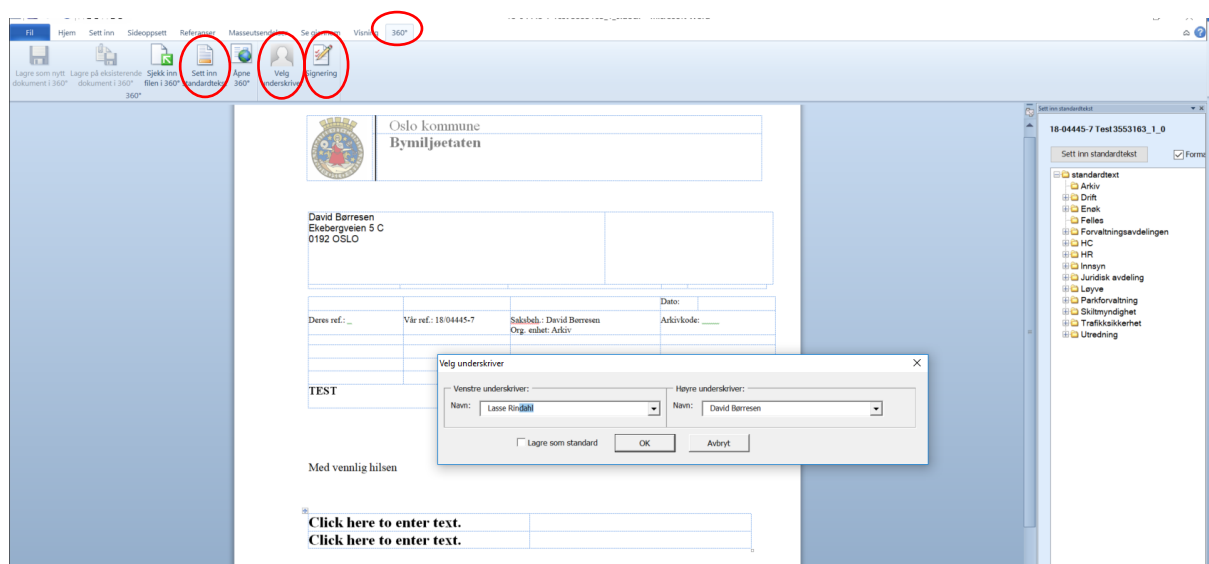 Fil Hjem Sett inn Sideoppsett Referanser Masseutsendelser Se gjennom Visning 360°
Lagre som nytt Lagre på eksisterende Sjekk inn Sett inn Åpne Velg Signering
dokument i 360° dokument i 360° filen i 360° standardtekst 360° underskriver
360°
Sett inn standardtekst
18-04445-7 Test3553163_1_0
Sett inn standardtekst
standardtext
Arkiv
Drift
Enøk
Felles
Forvaltningsavdelingen
HC
HR
Innsyn
Juridisk avdeling
Løyve
Parkforvaltning
Skiltmyndighet
Trafikksikkerhet
Utredning
Oslo kommune
Bymiljøetaten
David Børresen
Ekebergveien 5 C
0192 OSLO
Dato:
Deres ref.: _ Vår ref.: 18/04445-7 Saksbeh.: David Børresen Arkivkode: ____
Org. enhet: Arkiv
TEST
Velg underskriver
Venstre underskriver: Høyre underskriver:
Navn: Lasse Rindahl Navn: David Børresen
Lagre som standard OK Avbryt
Med vennlig hilsen
Click here to enter text.
Click here to enter text.